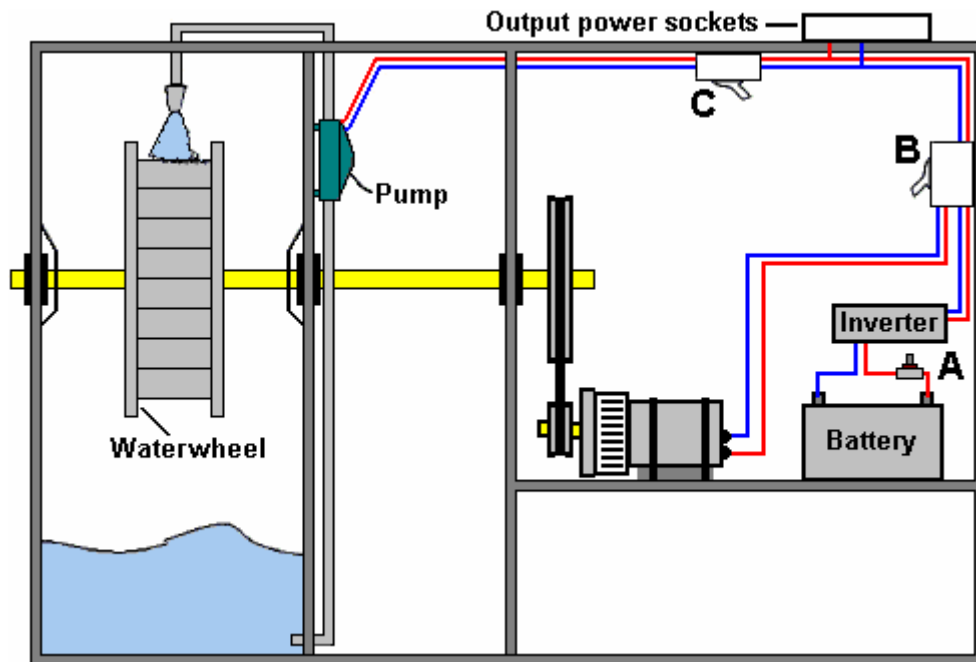 Output power sockets
C
B
Pump
Inverter
A
Waterwheel
Battery